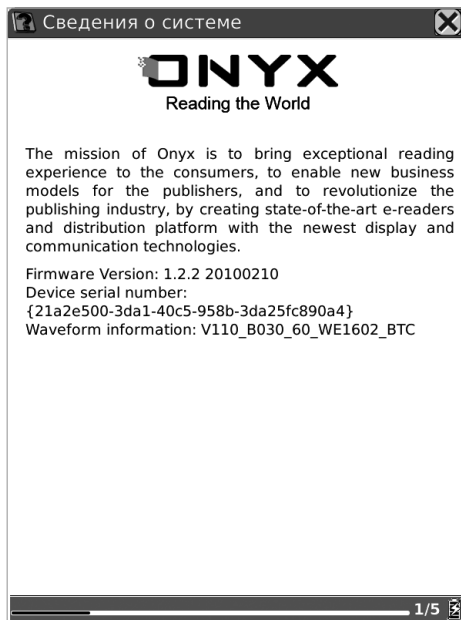 Сведения о системе
ONYX
Reading the World
The mission of Onyx is to bring exceptional reading
experience to the consumers, to enable new business
models for the publishers, and to revolutionize the
publishing industry, by creating state-of-the-art e-readers
and distribution platform with the newest display and
communication technologies.
Firmware Version: 1.2.2 20100210
Device serial number:
{21a2e500-3da1-40c5-958b-3da25fc890a4}
Waveform information: V110_B030_60_WE1602_BTC
1/5